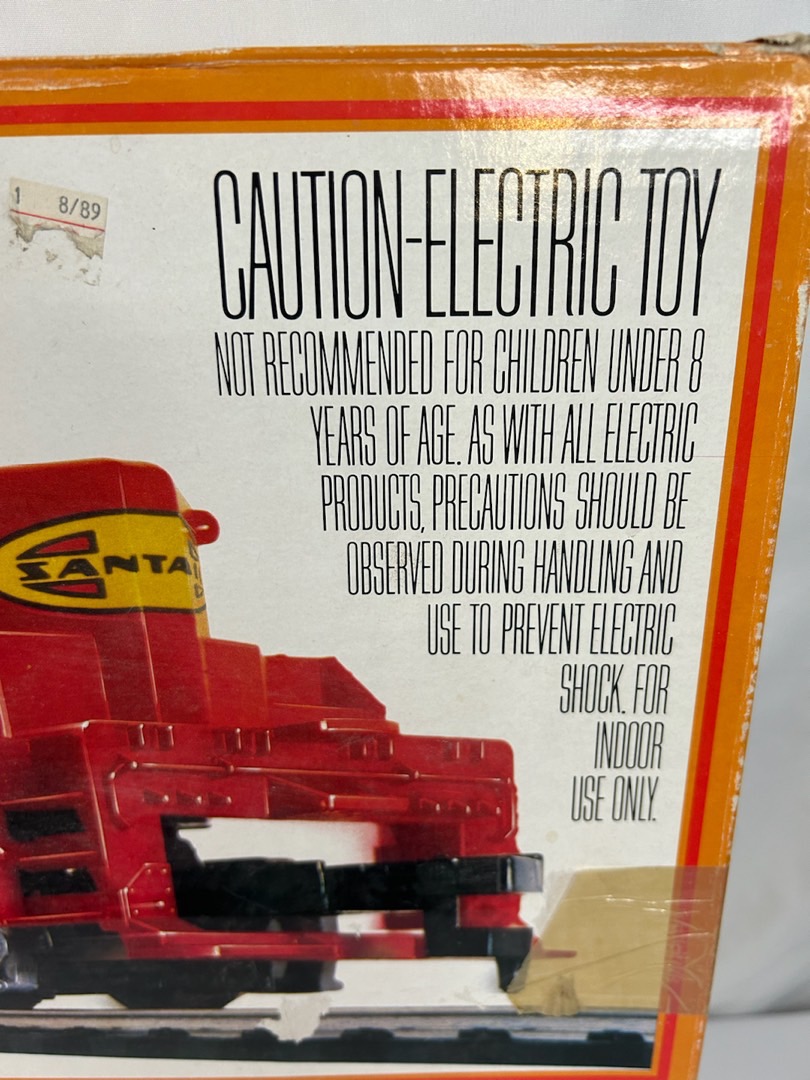 1 8/89
CAUTION-ELECTRIC TOY
NOT RECOMMENDED FOR CHILDREN UNDER 8
YEARS OF AGE. AS WITH ALL ELECTRIC
PRODUCTS, PRECAUTIONS SHOULD BE
OBSERVED DURING HANDLING AND
USE TO PREVENT ELECTRIC
SHOCK. FOR
INDOOR
USE ONLY.
SANTA